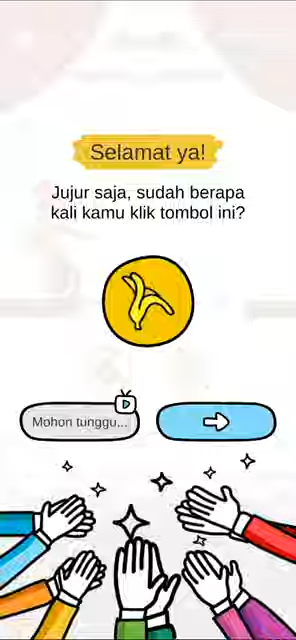 Selamat ya!
Jujur saja, sudah berapa
kali kamu klik tombol ini?
Mohon tunggu...